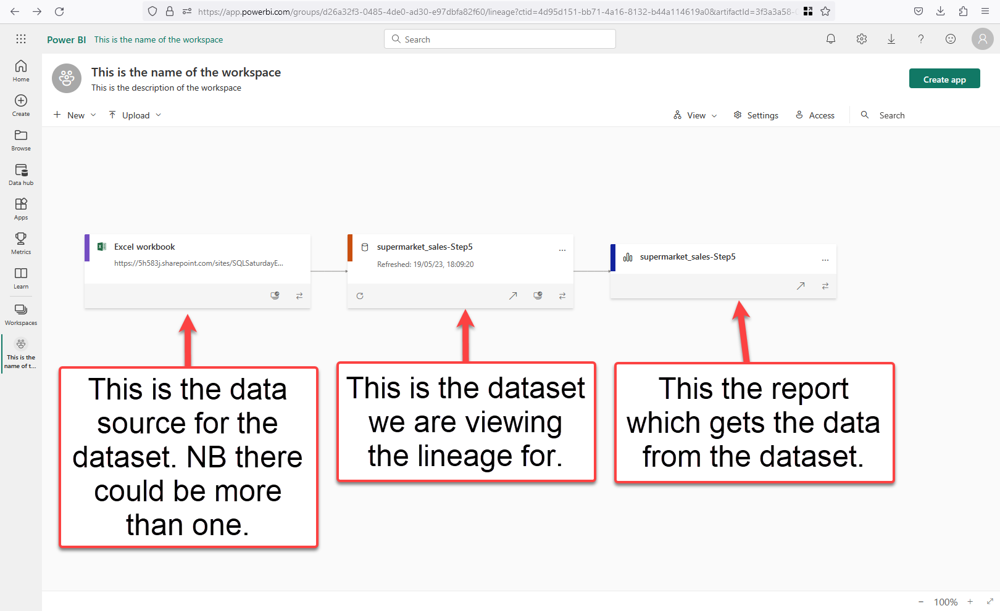 https://app.powerbi.com/groups/d26a32f3-0485-4de0-ad30-e97dbfa82f60/lineage?ctid=4d95d151-bb71-4a16-8132-b44a114619a0&artifactId=3f3a3a58-
Power BI This is the name of the workspace
Search
Home
Create
Browse
Data hub
Apps
Metrics
Learn
Workspaces
This is the
name of t...
This is the name of the workspace
This is the description of the workspace
Create app
New Upload
View Settings Access Search
Excel workbook
https://5h583j.sharepoint.com/sites/SQLSaturdayE...
supermarket_sales-Step5
...
Refreshed: 19/05/23, 18:09:20
supermarket_sales-Step5
...
This is the data
source for the
dataset. NB there
could be more
than one.
This is the dataset
we are viewing
the lineage for.
This the report
which gets the data
from the dataset.
− 100% +